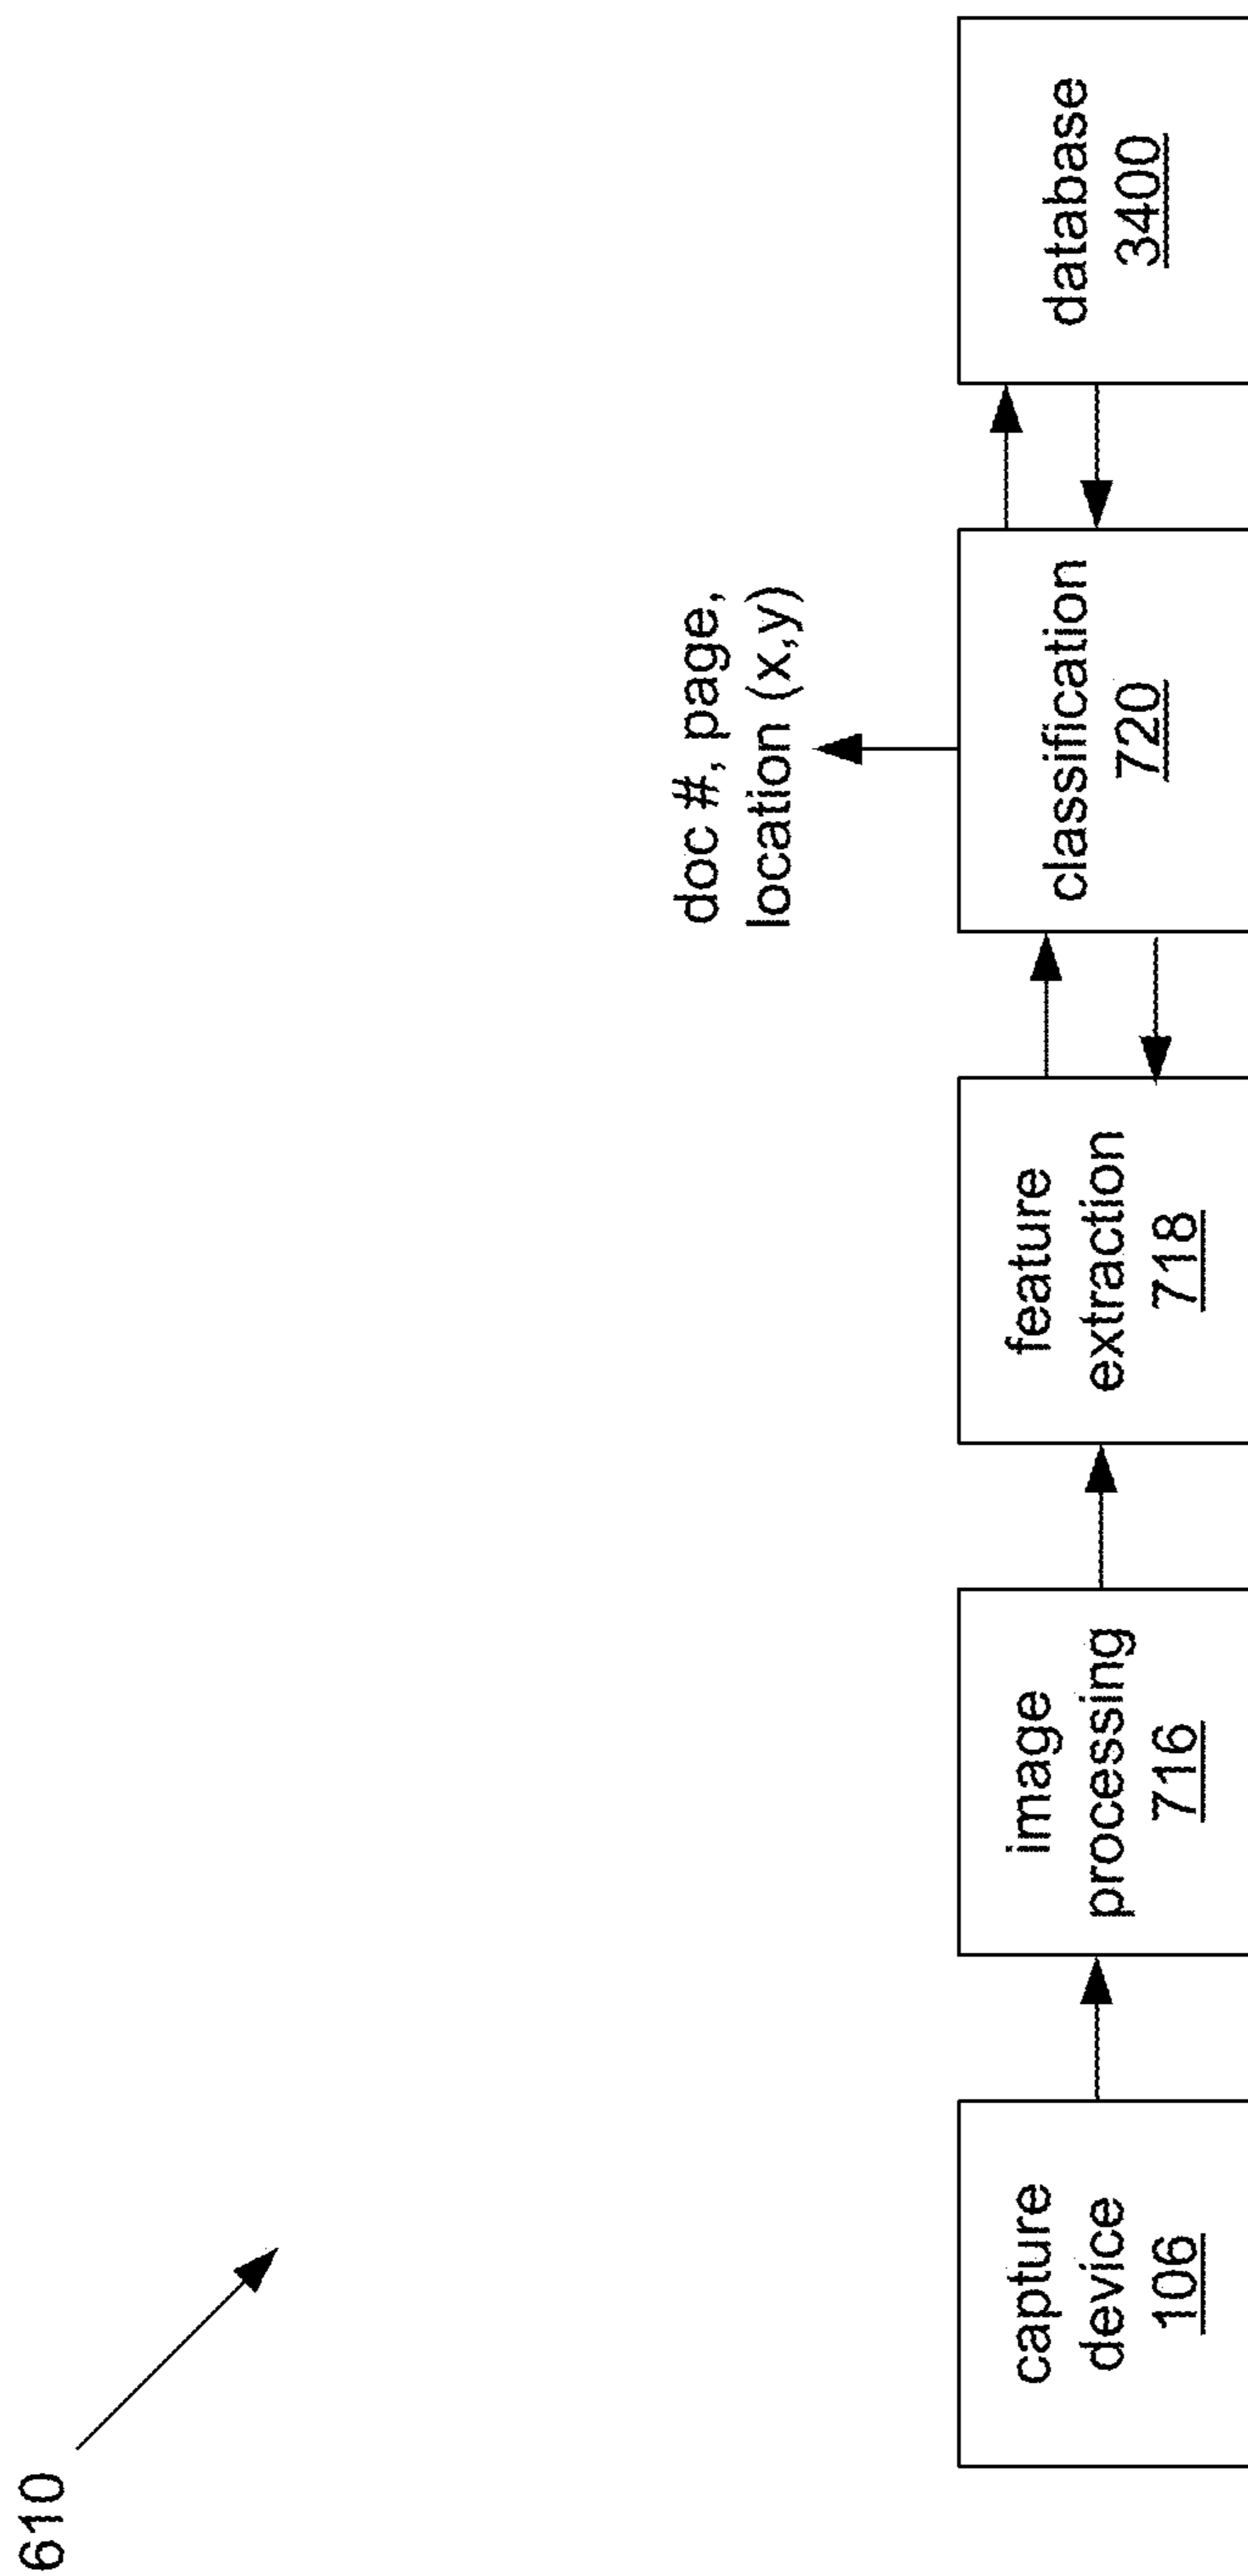 610
doc #, page,
location (x,y)
capture
device
106
image
processing
716
feature
extraction
718
classification
720
database
3400